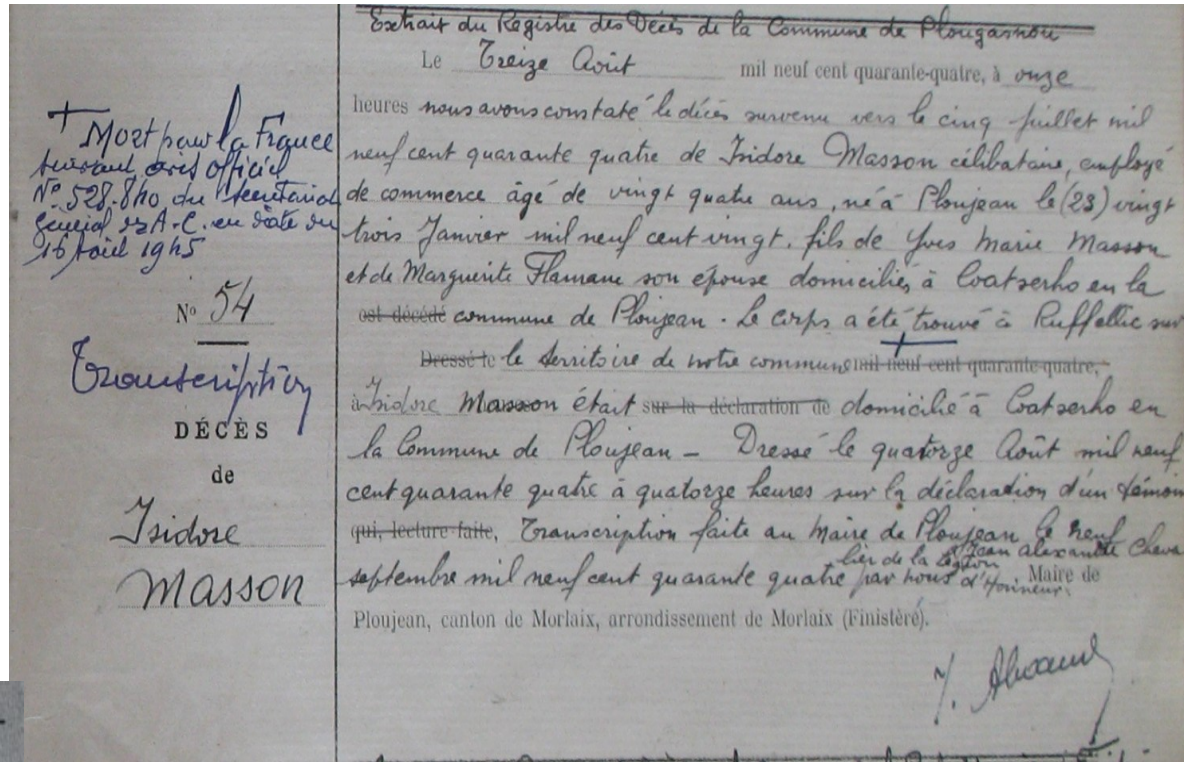 Extrait du Registre des Décès de la Commune de Plougasnou
Le Treize Août mil neuf cent quarante-quatre, à onze
heures nous avons constaté le décès survenu vers le cinq juillet mil
neuf cent quarante quatre de Isidore Masson célibataire, employé
de commerce âgé de vingt quatre ans, né à Ploujean le (23) vingt
trois Janvier mil neuf cent vingt. fils de Yves Marie Masson
et de Marguerite Flamanc son épouse domiciliés à Coatserho en la
est décédé commune de Ploujean. Le corps a été trouvé à Ruffellic sur
Dressé le le territoire de notre commune mil neuf cent quarante-quatre,
à Isidore Masson était sur la déclaration de domicilié à Coatserho en
la Commune de Ploujean - Dressé le quatorze Août mil neuf
cent quarante quatre à quatorze heures sur la déclaration d'un témoin
qui, lecture faite, Transcription faite au Maire de Ploujean le neuf
Jean Alexandre Cheva
lier de la Légion
septembre mil neuf cent quarante quatre par nous d'Honneur. Maire de
Ploujean, canton de Morlaix, arrondissement de Morlaix (Finistère).
J. Alexandre
Mort pour la France
suivant avis officiel
N° 528.840 du Secrétariat
Général des A-C. en date du
16 Août 1945
N° 54
Transcription
DÉCÈS
de
Isidore
Masson